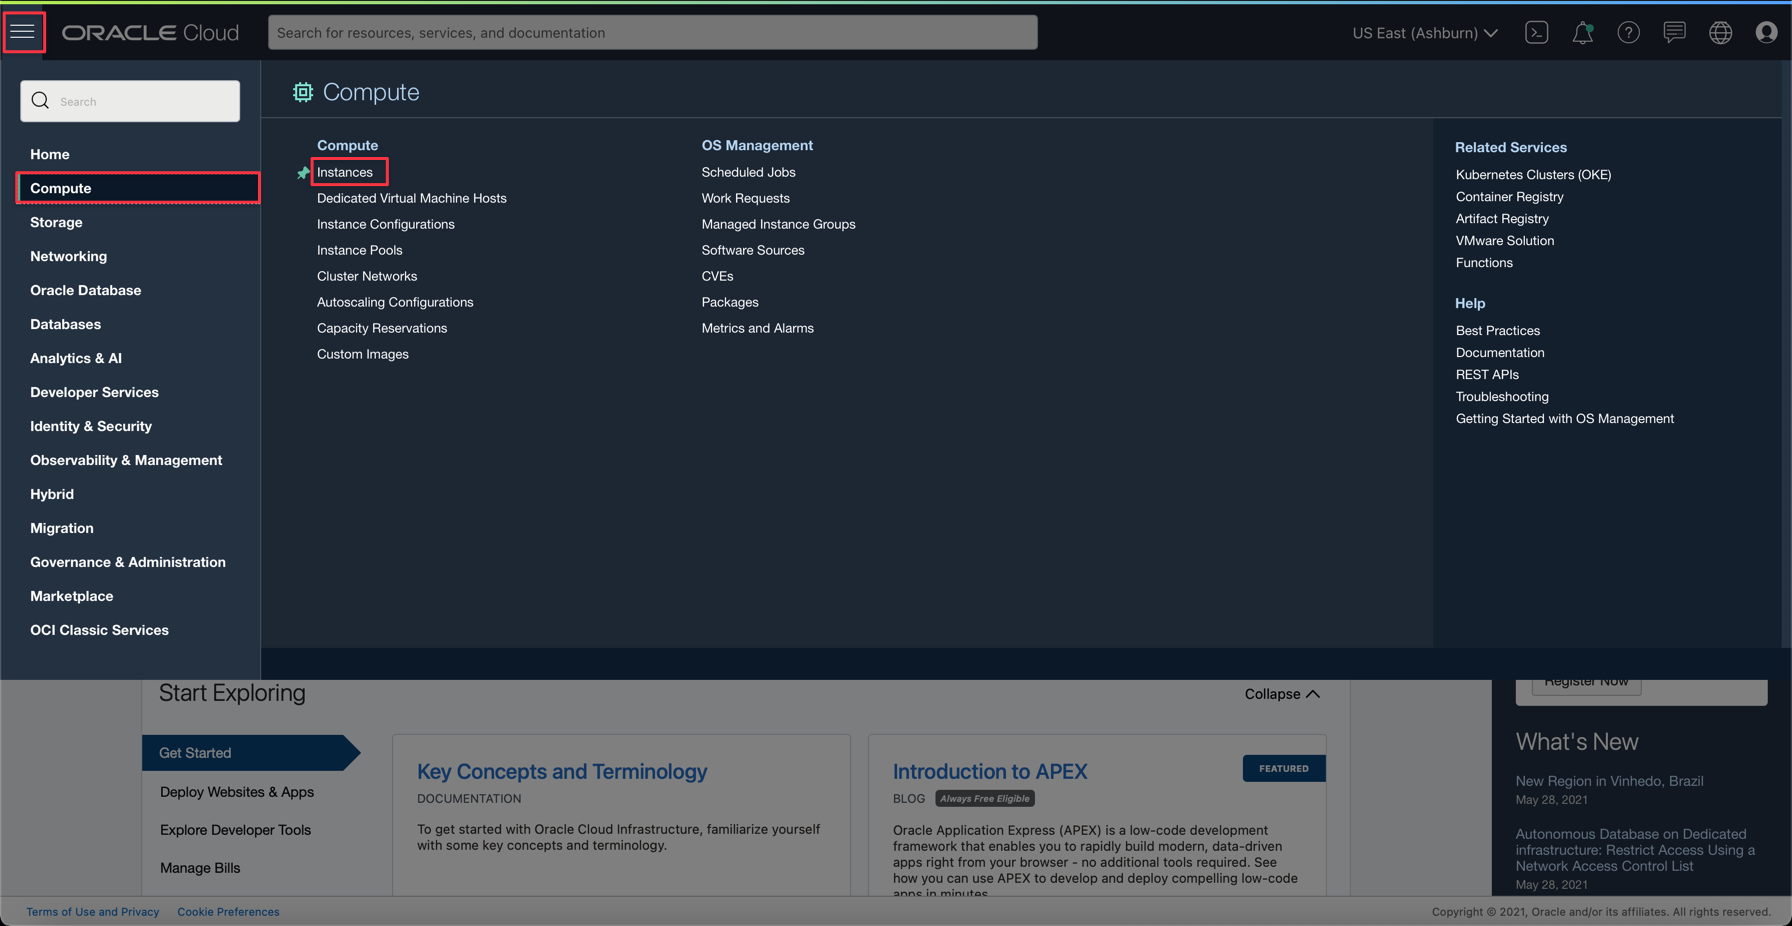 ORACLE Cloud
Search for resources, services, and documentation
US East (Ashburn)
Search
Home
Compute
Storage
Networking
Oracle Database
Databases
Analytics & AI
Developer Services
Identity & Security
Observability & Management
Hybrid
Migration
Governance & Administration
Marketplace
OCI Classic Services
Compute
Compute
Instances
Dedicated Virtual Machine Hosts
Instance Configurations
Instance Pools
Cluster Networks
Autoscaling Configurations
Capacity Reservations
Custom Images
OS Management
Scheduled Jobs
Work Requests
Managed Instance Groups
Software Sources
CVEs
Packages
Metrics and Alarms
Related Services
Kubernetes Clusters (OKE)
Container Registry
Artifact Registry
VMware Solution
Functions
Help
Best Practices
Documentation
REST APIs
Troubleshooting
Getting Started with OS Management
Start Exploring
Collapse
Get Started
Deploy Websites & Apps
Explore Developer Tools
Manage Bills
Key Concepts and Terminology
DOCUMENTATION
To get started with Oracle Cloud Infrastructure, familiarize yourself
with some key concepts and terminology.
FEATURED
Introduction to APEX
BLOG Always Free Eligible
Oracle Application Express (APEX) is a low-code development
framework that enables you to rapidly build modern, data-driven
apps right from your browser - no additional tools required. See
how you can use APEX to develop and deploy compelling low-code
apps in minutes.
Register Now
What's New
New Region in Vinhedo, Brazil
May 28, 2021
Autonomous Database on Dedicated
infrastructure: Restrict Access Using a
Network Access Control List
May 28, 2021
Terms of Use and Privacy Cookie Preferences
Copyright © 2021, Oracle and/or its affiliates. All rights reserved.